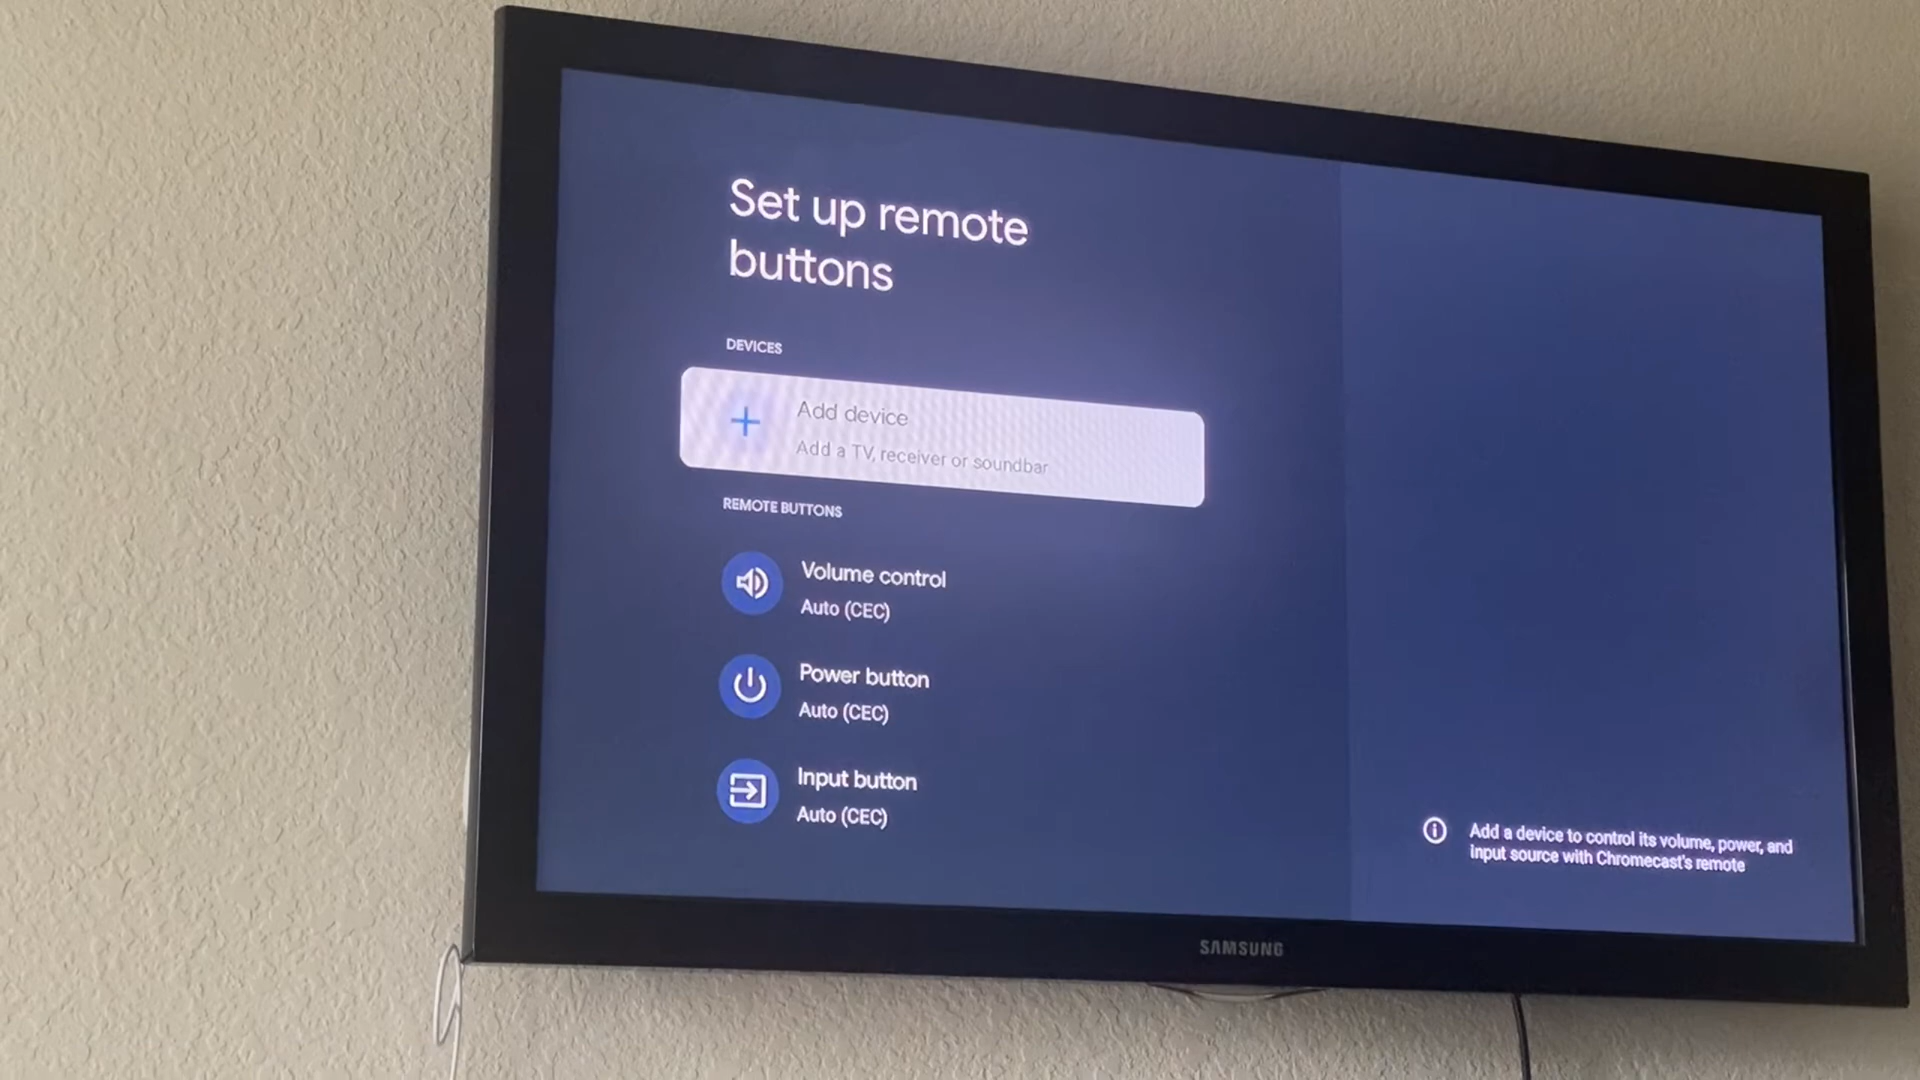 Set up remote
buttons
DEVICES
Add device
Add a TV, receiver or soundbar
REMOTE BUTTONS
Volume control
Auto (CEC)
Power button
Auto (CEC)
Input button
Auto (CEC)
Add a device to control its volume, power, and
input source with Chromecast's remote
SAMSUNG